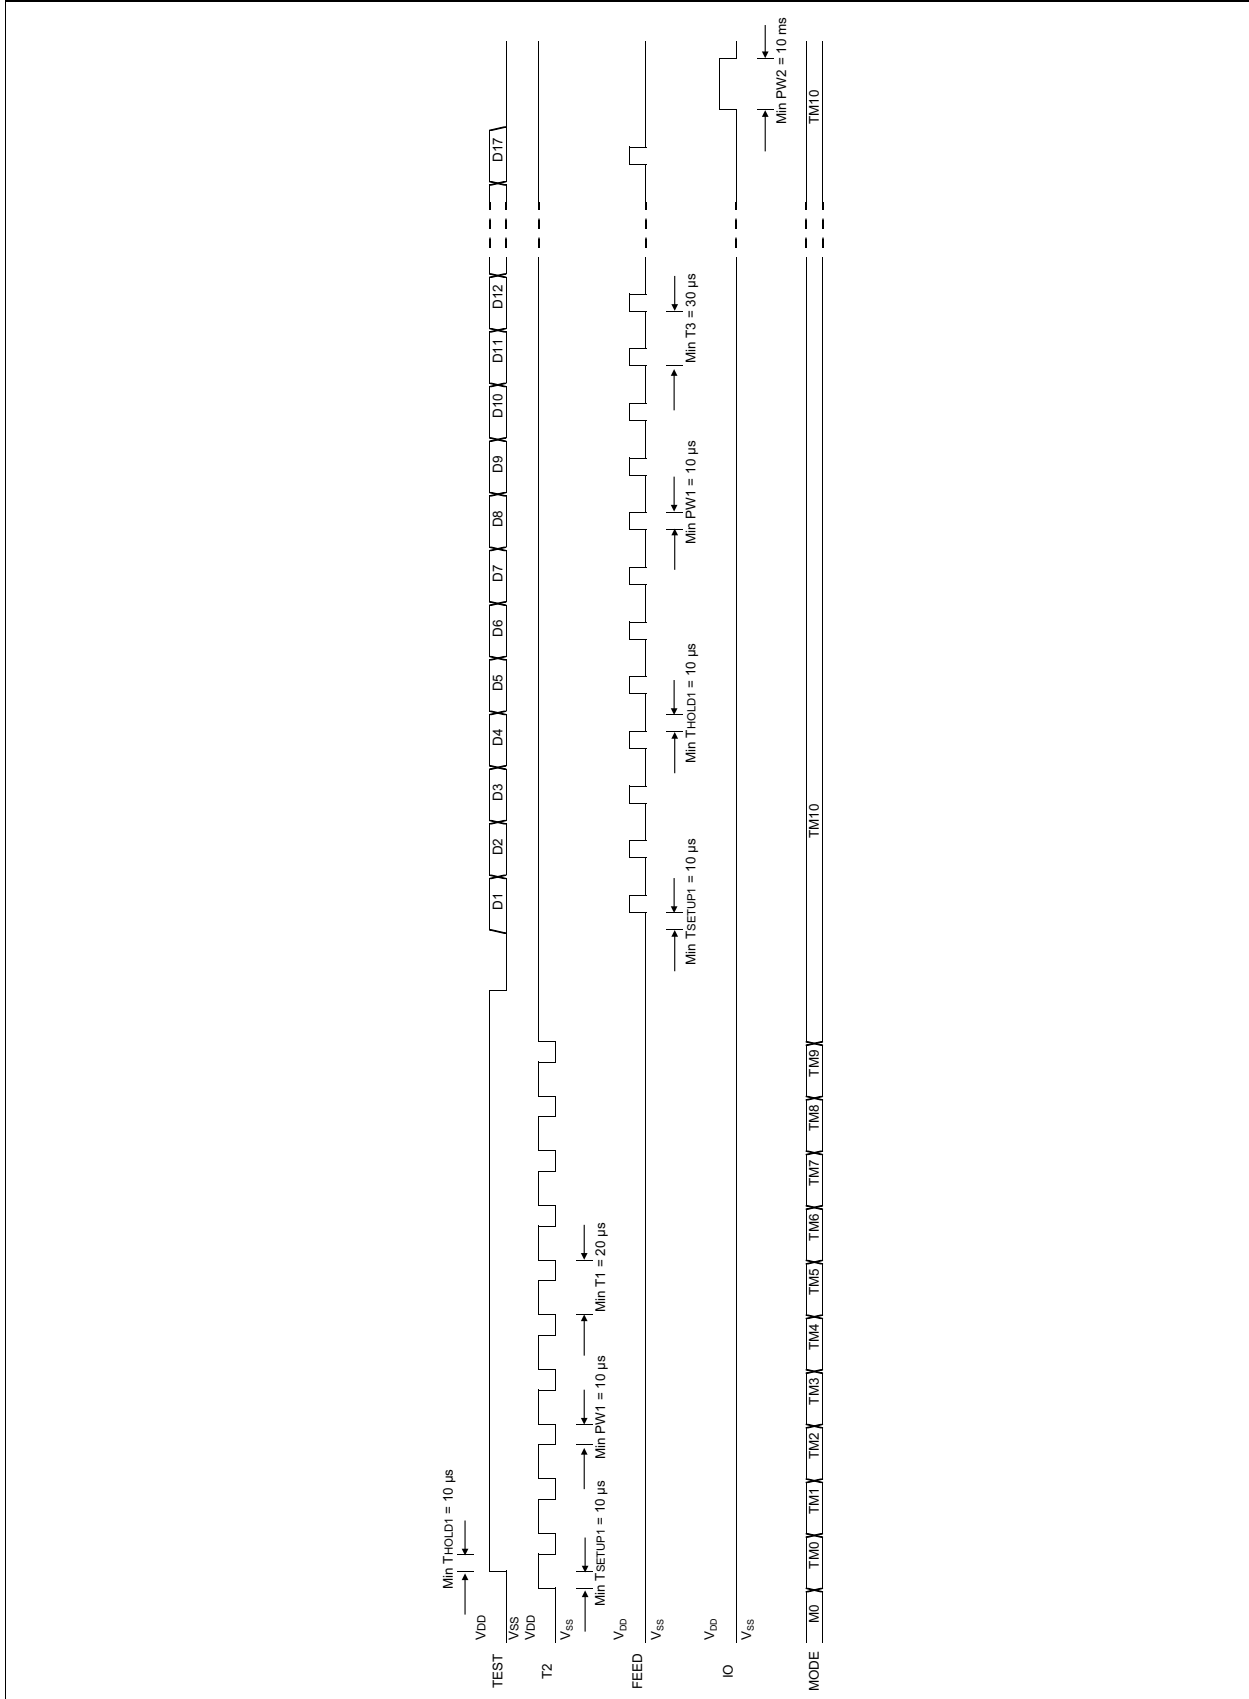 Min THOLD1 = 10 µs
TEST
VDD
VSS
D1
D2
D3
D4
D5
D6
D7
D8
D9
D10
D11
D12
D17
T2
VDD
VSS
Min TSETUP1 = 10 µs
Min PW1 = 10 µs
Min T1 = 20 µs
FEED
VDD
VSS
Min TSETUP1 = 10 µs
Min THOLD1 = 10 µs
Min PW1 = 10 µs
Min T3 = 30 µs
IO
VDD
VSS
Min PW2 = 10 ms
MODE
M0
TM0
TM1
TM2
TM3
TM4
TM5
TM6
TM7
TM8
TM9
TM10
TM10